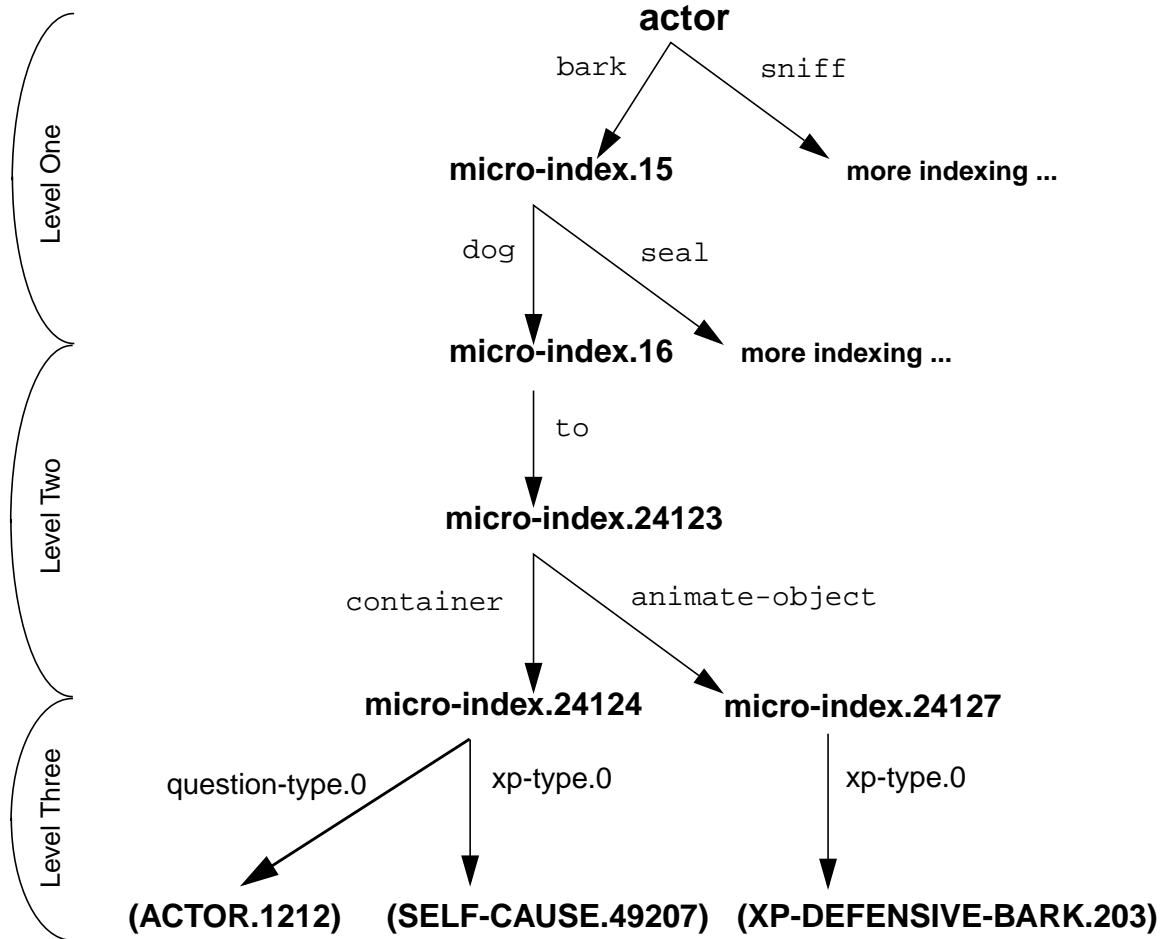 actor
bark
sniff
Level One
micro-index.15
more indexing ...
dog
seal
micro-index.16
more indexing ...
to
Level Two
micro-index.24123
container
animate-object
micro-index.24124
micro-index.24127
Level Three
question-type.0
xp-type.0
xp-type.0
(ACTOR.1212)
(SELF-CAUSE.49207)
(XP-DEFENSIVE-BARK.203)